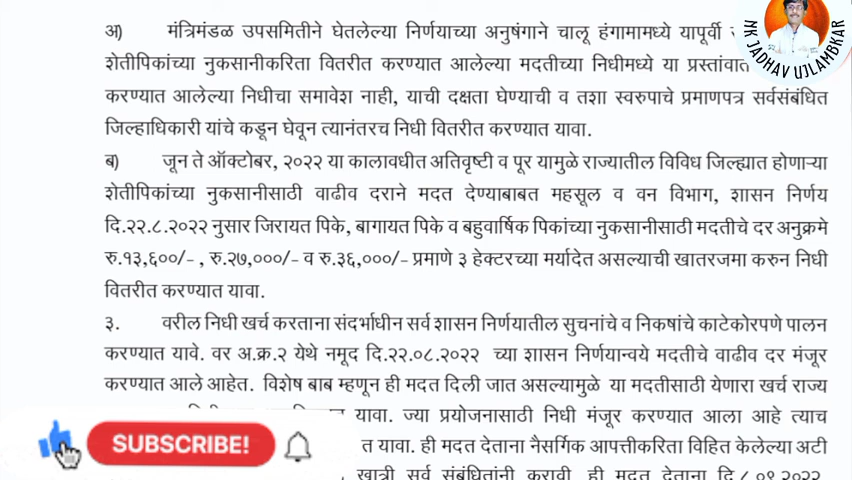 अ) मंत्रिमंडळ उपसमितीने घेतलेल्या निर्णयाच्या अनुषंगाने चालू हंगामामध्ये यापूर्वी
शेतीपिकांच्या नुकसानीकरिता वितरीत करण्यात आलेल्या मदतीच्या निधीमध्ये या प्रस्तांवात
करण्यात आलेल्या निधीचा समावेश नाही, याची दक्षता घेण्याची व तशा स्वरुपाचे प्रमाणपत्र सर्वसंबंधित
जिल्हाधिकारी यांचे कडून घेवून त्यानंतरच निधी वितरीत करण्यात यावा.
ब) जून ते ऑक्टोबर, २०२२ या कालावधीत अतिवृष्टी व पूर यामुळे राज्यातील विविध जिल्ह्यात होणाऱ्या
शेतीपिकांच्या नुकसानीसाठी वाढीव दराने मदत देण्याबाबत महसूल व वन विभाग, शासन निर्णय
दि.२२.८.२०२२ नुसार जिरायत पिके, बागायत पिके व बहुवार्षिक पिकांच्या नुकसानीसाठी मदतीचे दर अनुक्रमे
रु.१३,६००/- , रु.२७,०००/- व रु.३६,०००/- प्रमाणे ३ हेक्टरच्या मर्यादेत असल्याची खातरजमा करुन निधी
वितरीत करण्यात यावा.
३. वरील निधी खर्च करताना संदर्भाधीन सर्व शासन निर्णयातील सुचनांचे व निकषांचे काटेकोरपणे पालन
करण्यात यावे. वर अ.क्र.२ येथे नमूद दि.२२.०८.२०२२ च्या शासन निर्णयान्वये मदतीचे वाढीव दर मंजूर
करण्यात आले आहेत. विशेष बाब म्हणून ही मदत दिली जात असल्यामुळे या मदतीसाठी येणारा खर्च राज्य
यावा. ज्या प्रयोजनासाठी निधी मंजूर करण्यात आला आहे त्याच
त यावा. ही मदत देताना नैसर्गिक आपत्तीकरिता विहित केलेल्या अटी
खात्री सर्व संबंधितांनी करावी. ही मदत देताना दि.८.०९.२०२२
NK JADHAV UJLAMBKAR
SUBSCRIBE!